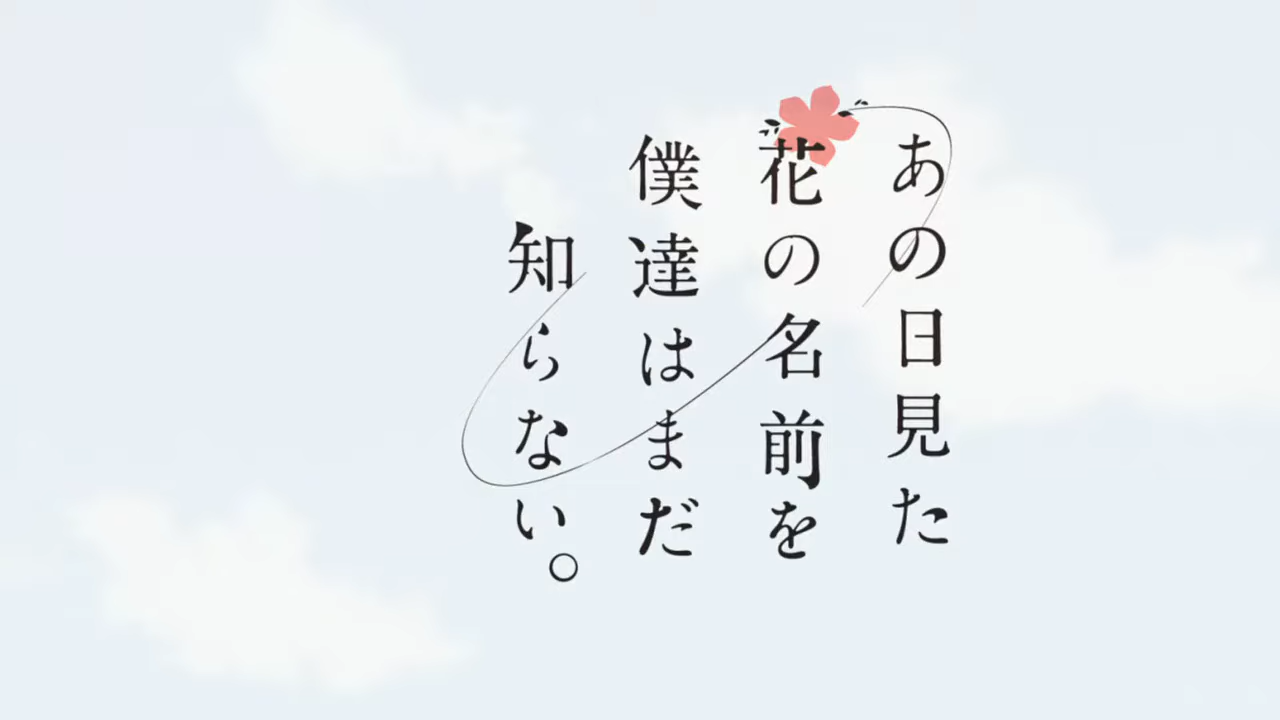 あの日見た
花の名前を
僕達はまだ
知らない。